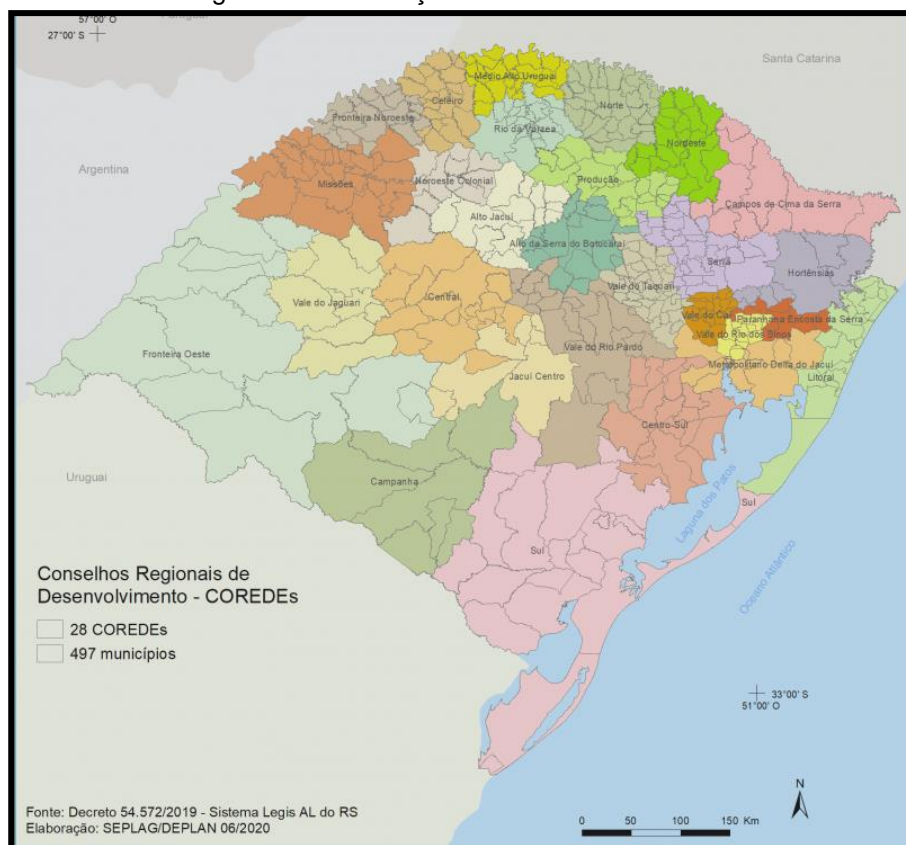 57°00' O
27°00' S
Santa Catarina
Argentina
Uruguai
Médio Alto Uruguai
Celeiro
Norte
Fronteira Noroeste
Rio da Várzea
Nordeste
Missões
Noroeste Colonial
Produção
Campos de Cima da Serra
Alto Jacuí
Alto da Serra do Botucaraí
Serra
Hortênsias
Vale do Taquari
Vale do Jaguari
Central
Vale do Caí
Paranhana Encosta da Serra
Vale do Rio dos Sinos
Fronteira Oeste
Vale do Rio Pardo
Metropolitano Delta do Jacuí
Jacuí Centro
Litoral
Centro-Sul
Campanha
Laguna dos Patos
Sul
Sul
Oceano Atlântico
Conselhos Regionais de
Desenvolvimento - COREDEs
28 COREDEs
497 municípios
33°00' S
51°00' O
N
Fonte: Decreto 54.572/2019 - Sistema Legis AL do RS
Elaboração: SEPLAG/DEPLAN 06/2020
0 50 100 150 Km